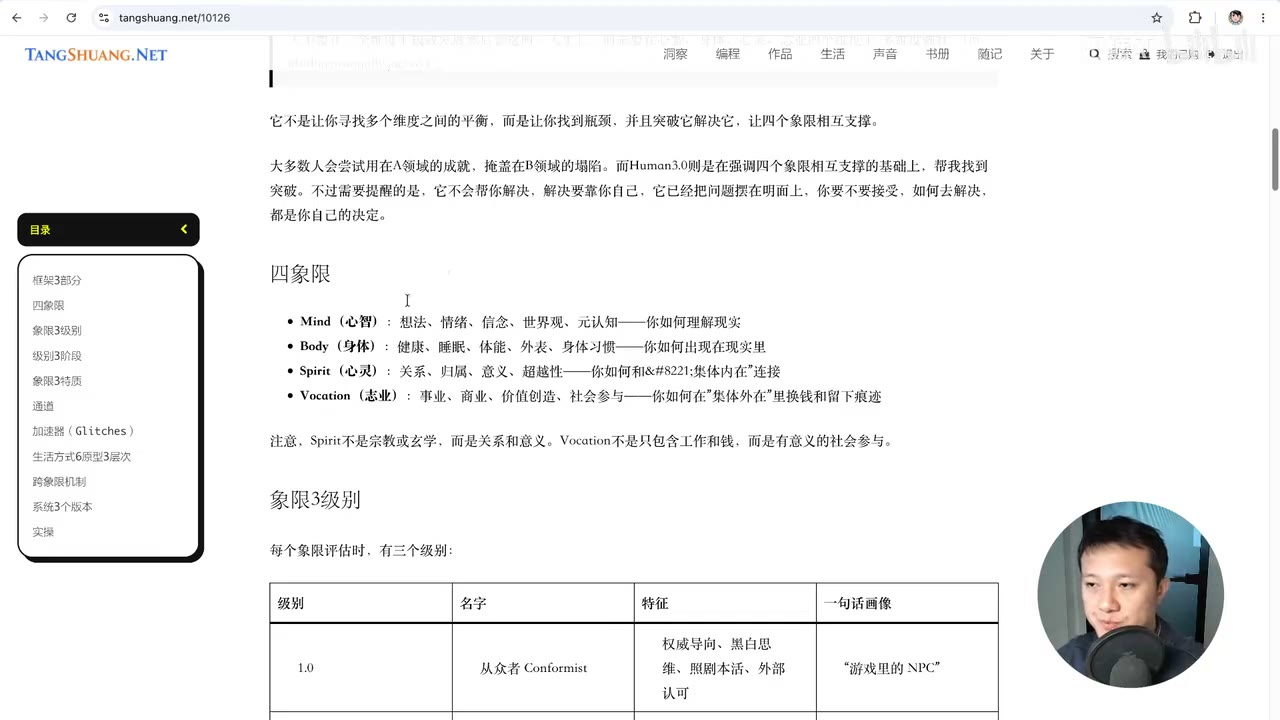 tangshuang.net/10126
TANGSHUANG.NET
洞察 编程 作品 生活 声音 书册 随记 关于 搜索
它不是让你寻找多个维度之间的平衡，而是让你找到瓶颈，并且突破它解决它，让四个象限相互支撑。
大多数人会尝试用在A领域的成就，掩盖在B领域的塌陷。而Human3.0则是在强调四个象限相互支撑的基础上，帮我找到
突破。不过需要提醒的是，它不会帮你解决，解决要靠你自己，它已经把问题摆在明面上，你要不要接受，如何去解决，
都是你自己的决定。
目录
框架3部分
四象限
象限3级别
级别3阶段
象限3特质
通道
加速器（Glitches）
生活方式6原型3层次
跨象限机制
系统3个版本
实操
四象限
• Mind（心智）：想法、情绪、信念、世界观、元认知——你如何理解现实
• Body（身体）：健康、睡眠、体能、外表、身体习惯——你如何出现在现实里
• Spirit（心灵）：关系、归属、意义、超越性——你如何和&#8221;集体内在”连接
• Vocation（志业）：事业、商业、价值创造、社会参与——你如何在”集体外在”里换钱和留下痕迹
注意，Spirit不是宗教或玄学，而是关系和意义。Vocation不是只包含工作和钱，而是有意义的社会参与。
象限3级别
每个象限评估时，有三个级别：
级别 名字 特征 一句话画像
1.0 从众者 Conformist 权威导向、黑白思
维、照剧本活、外部
认可 “游戏里的 NPC”